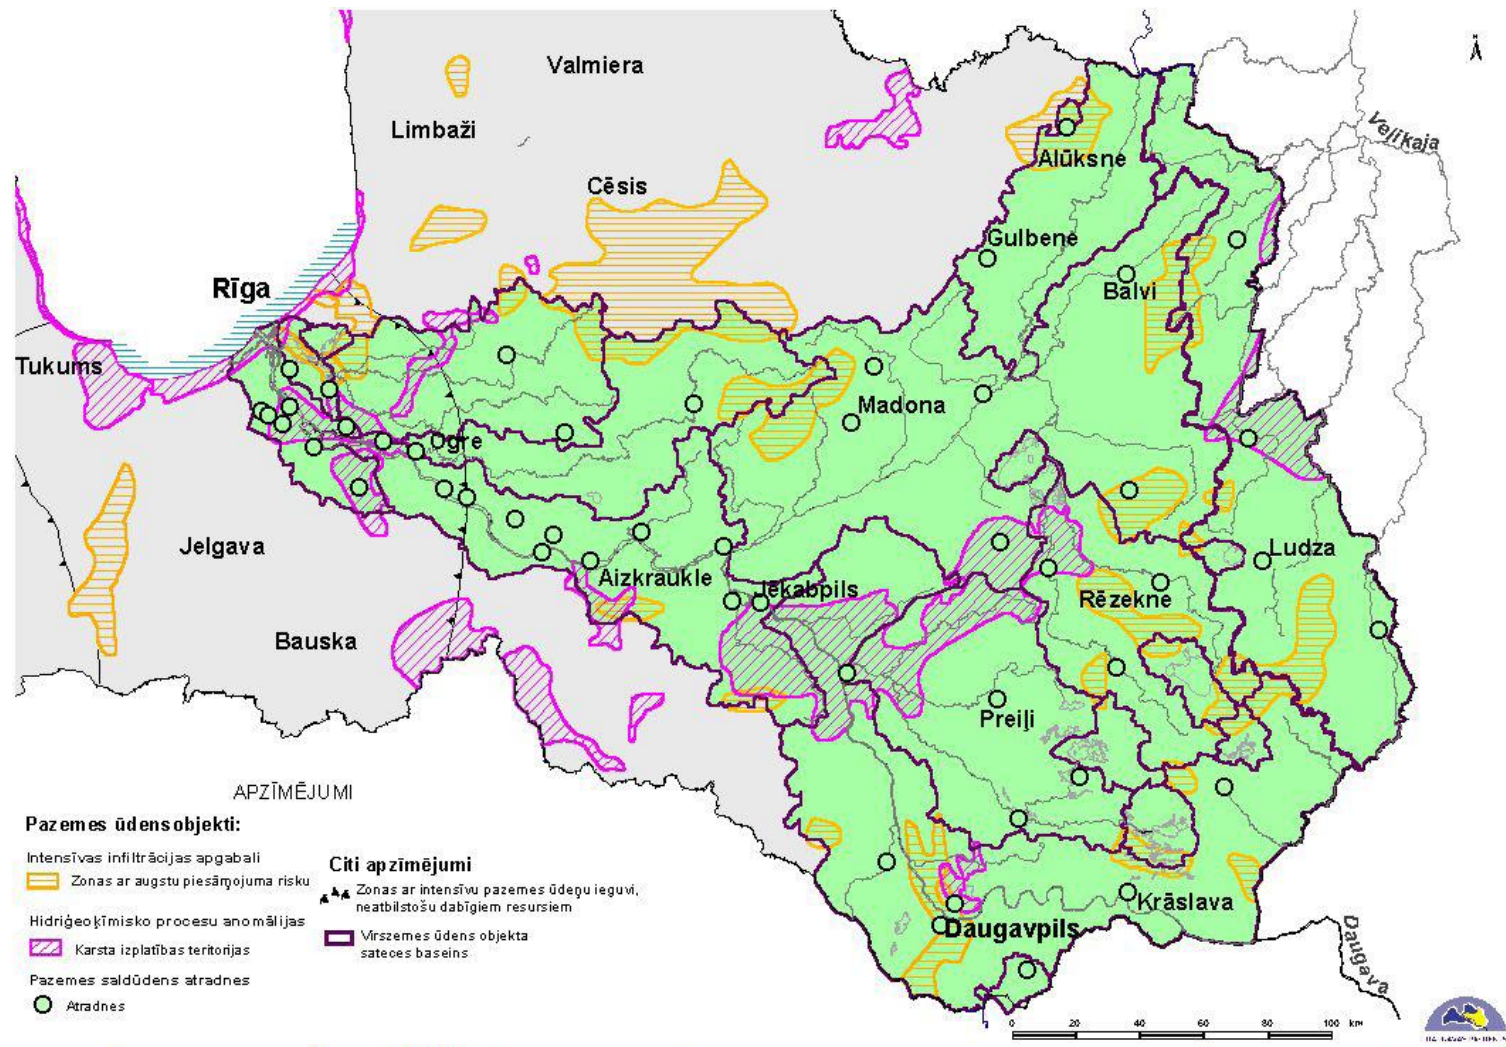 Valmiera
Limbaži
Veļikaja
Alūksne
Cēsis
Gulbene
Rīga
Balvi
Tukums
Madona
Ogre
Jelgava
Ludza
Aizkraukle
Jēkabpils
Rēzekne
Bauska
Preiļi
APZĪMĒJUMI
Pazemes ūdensobjekti:
Intensīvas infiltrācijas apgabali
Zonas ar augstu piesārņojuma risku
Hidriģeoķīmisko procesu anomālijas
Karsta izplatības teritorijas
Pazemes saldūdens atradnes
Atradnes
Citi apzīmējumi
Zonas ar intensīvu pazemes ūdeņu ieguvi,
neatbilstošu dabīgiem resursiem
Virszemes ūdens objekta
sateces baseins
Krāslava
Daugavpils
Daugava
0 20 40 60 80 100 km